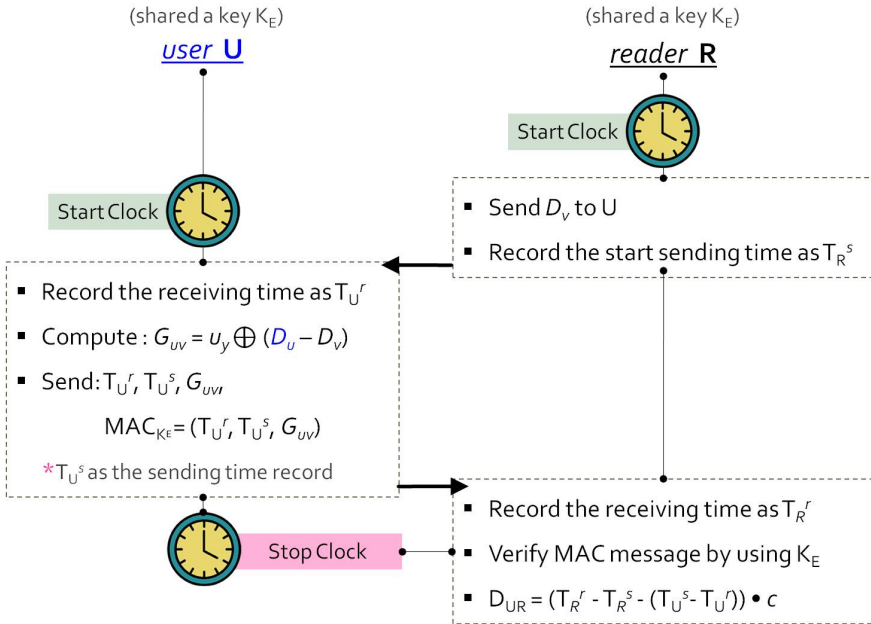 (shared a key K_E)
user U
Start Clock
▪ Record the receiving time as T_U^r
▪ Compute : G_uv = u_y ⊕ (D_u – D_v)
▪ Send: T_U^r, T_U^s, G_uv,
MAC_KE = (T_U^r, T_U^s, G_uv)
*T_U^s as the sending time record
Stop Clock
(shared a key K_E)
reader R
Start Clock
▪ Send D_v to U
▪ Record the start sending time as T_R^s
▪ Record the receiving time as T_R^r
▪ Verify MAC message by using K_E
▪ D_UR = (T_R^r - T_R^s - (T_U^s - T_U^r)) • c